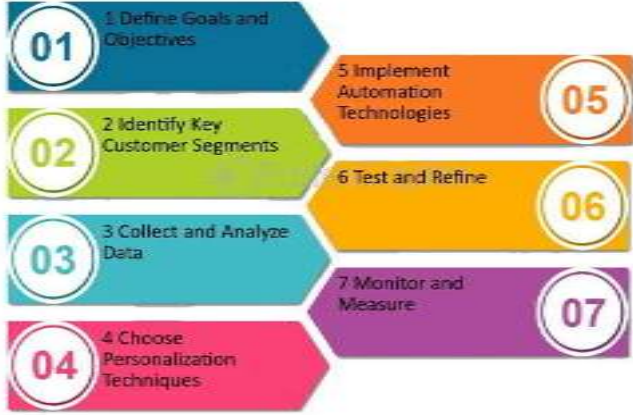 01
1 Define Goals and
Objectives
02
2 Identify Key
Customer Segments
03
3 Collect and Analyze
Data
04
4 Choose
Personalization
Techniques
5 Implement
Automation
Technologies
05
6 Test and Refine
06
7 Monitor and
Measure
07